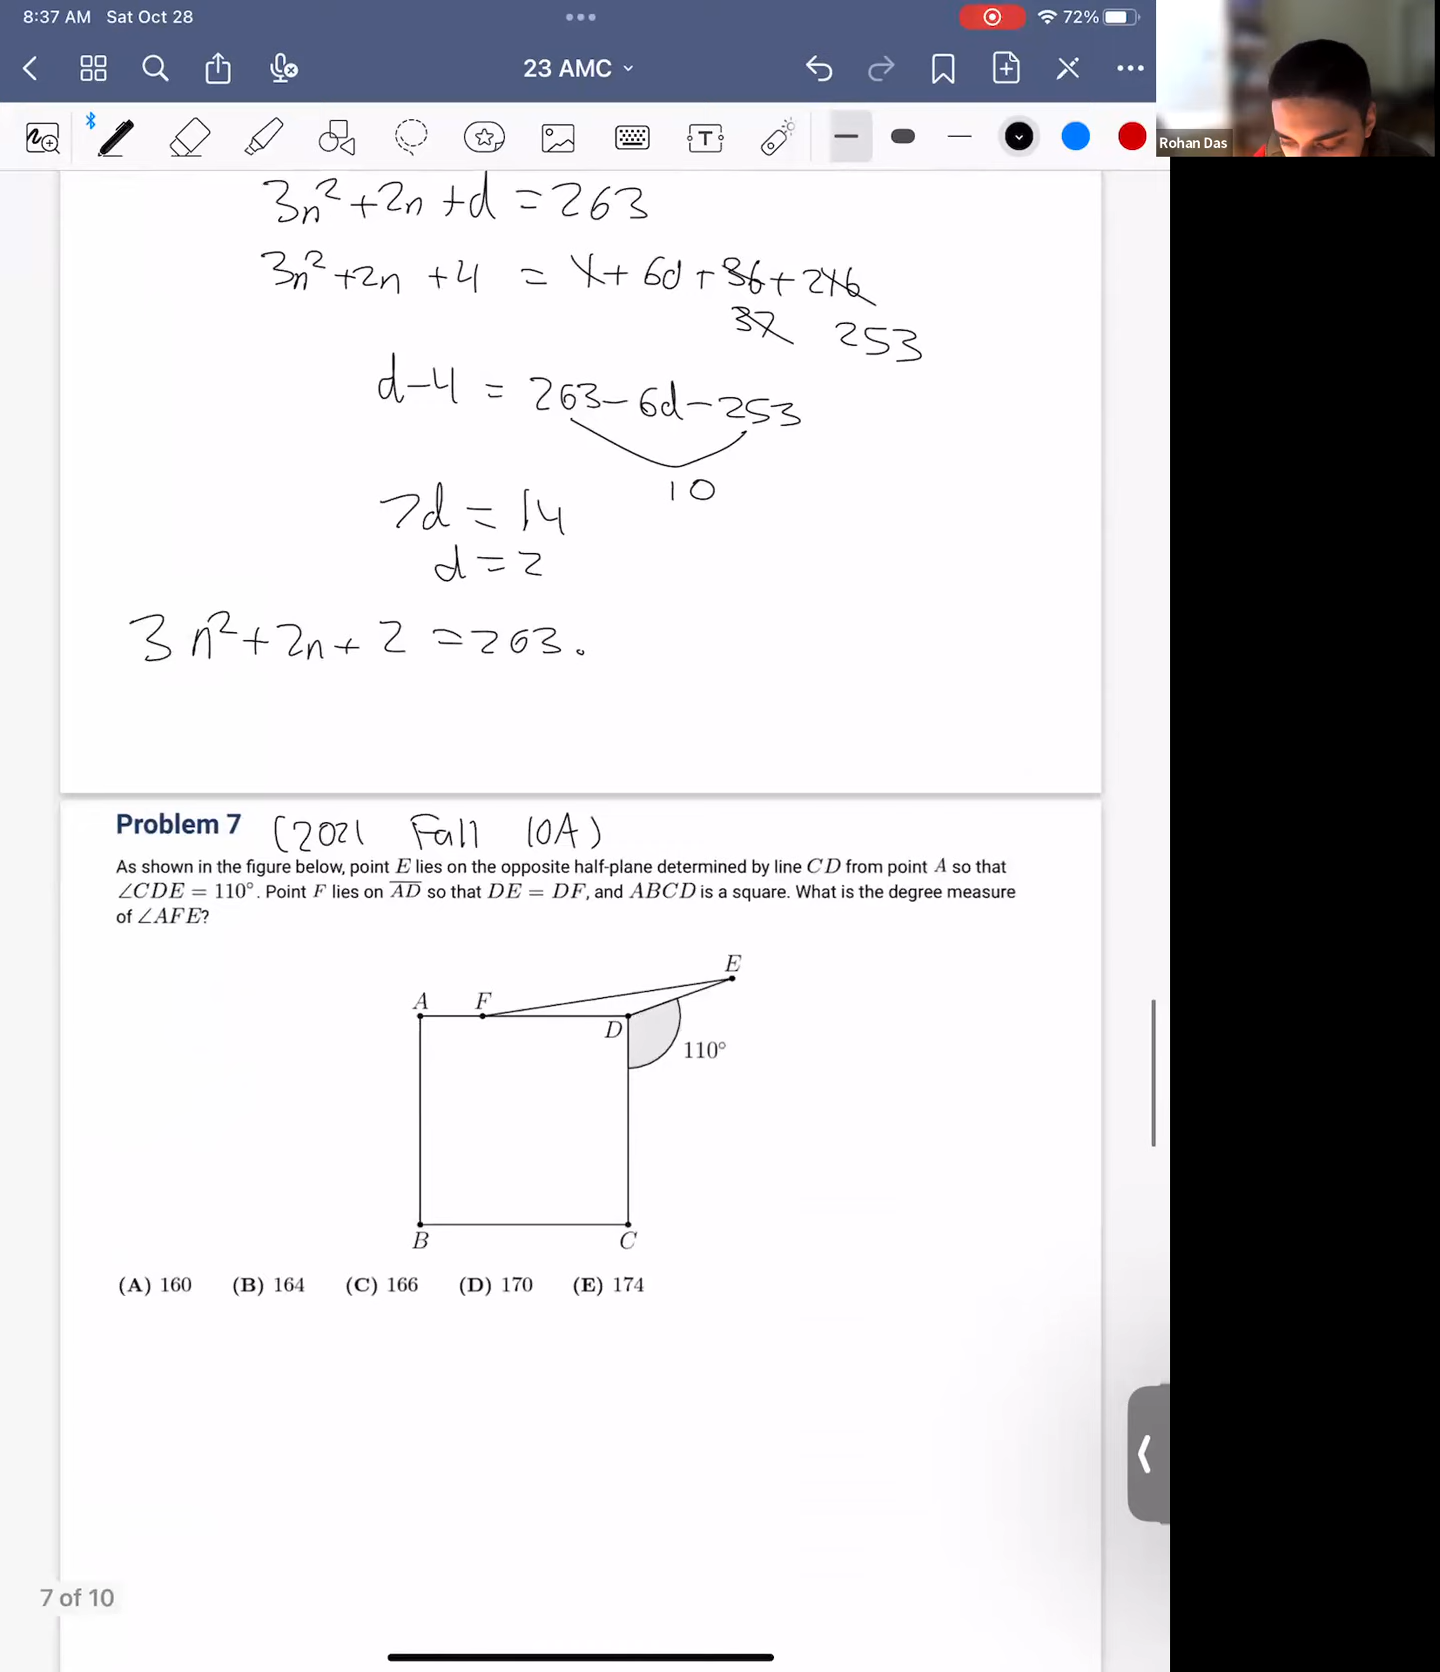 8:37 AM Sat Oct 28
72%
23 AMC
T
Rohan Das
3n²+2n+d=263
3n²+2n+4=1+6d+36+216
37 253
d-4=263-6d-253
10
7d=14
d=2
3n²+2n+2=263.
Problem 7 (2021 Fall 10A)
As shown in the figure below, point E lies on the opposite half-plane determined by line CD from point A so that
∠CDE = 110°. Point F lies on AD so that DE = DF, and ABCD is a square. What is the degree measure
of ∠AFE?
E
A F
D
110°
B C
(A) 160 (B) 164 (C) 166 (D) 170 (E) 174
7 of 10